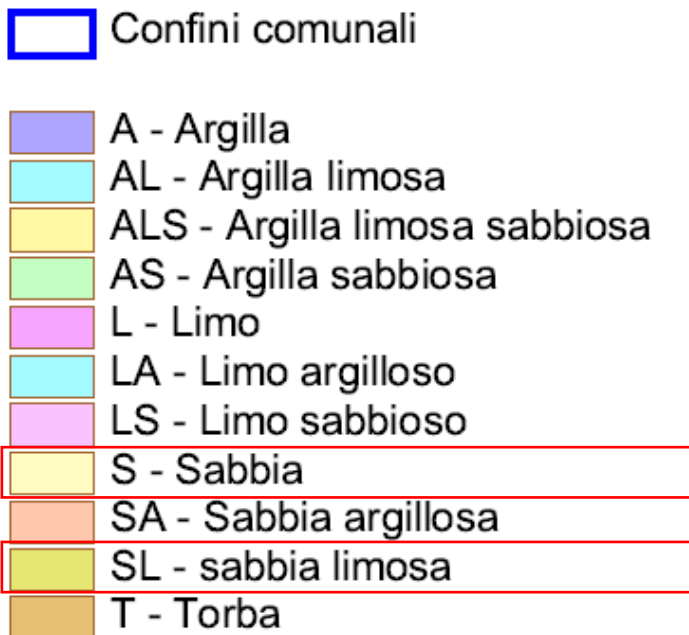 Confini comunali
A - Argilla
AL - Argilla limosa
ALS - Argilla limosa sabbiosa
AS - Argilla sabbiosa
L - Limo
LA - Limo argilloso
LS - Limo sabbioso
S - Sabbia
SA - Sabbia argillosa
SL - sabbia limosa
T - Torba